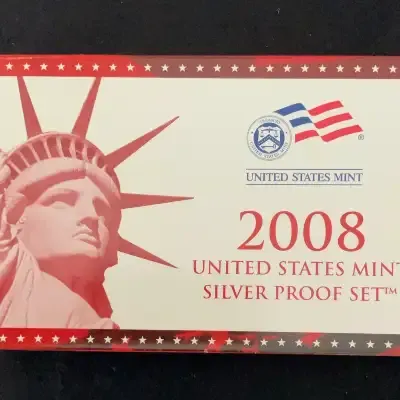 UNITED STATES MINT
2008
UNITED STATES MINT
SILVER PROOF SET™